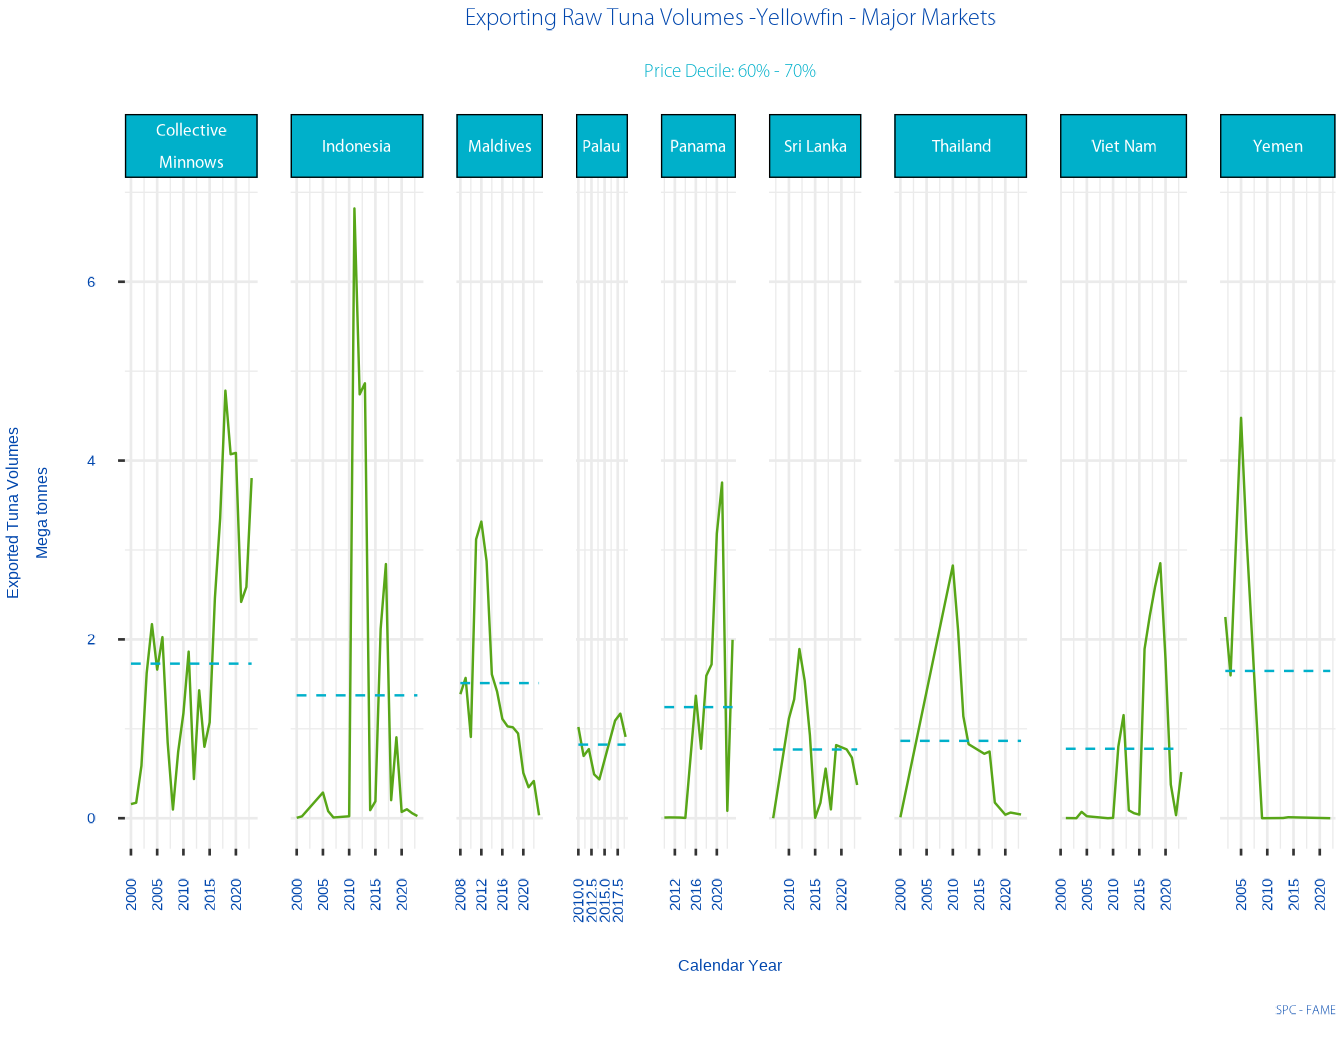 Exporting Raw Tuna Volumes -Yellowfin - Major Markets
Price Decile: 60% - 70%
Collective
Minnows
Indonesia
Maldives
Palau
Panama
Sri Lanka
Thailand
Viet Nam
Yemen
Exported Tuna Volumes
Mega tonnes
6
4
2
0
2000 2005 2010 2015 2020
2000 2005 2010 2015 2020
2008 2012 2016 2020
2010.0 2012.5 2015.0 2017.5
2012 2016 2020
2010 2015 2020
2000 2005 2010 2015 2020
2000 2005 2010 2015 2020
2005 2010 2015 2020
Calendar Year
SPC - FAME